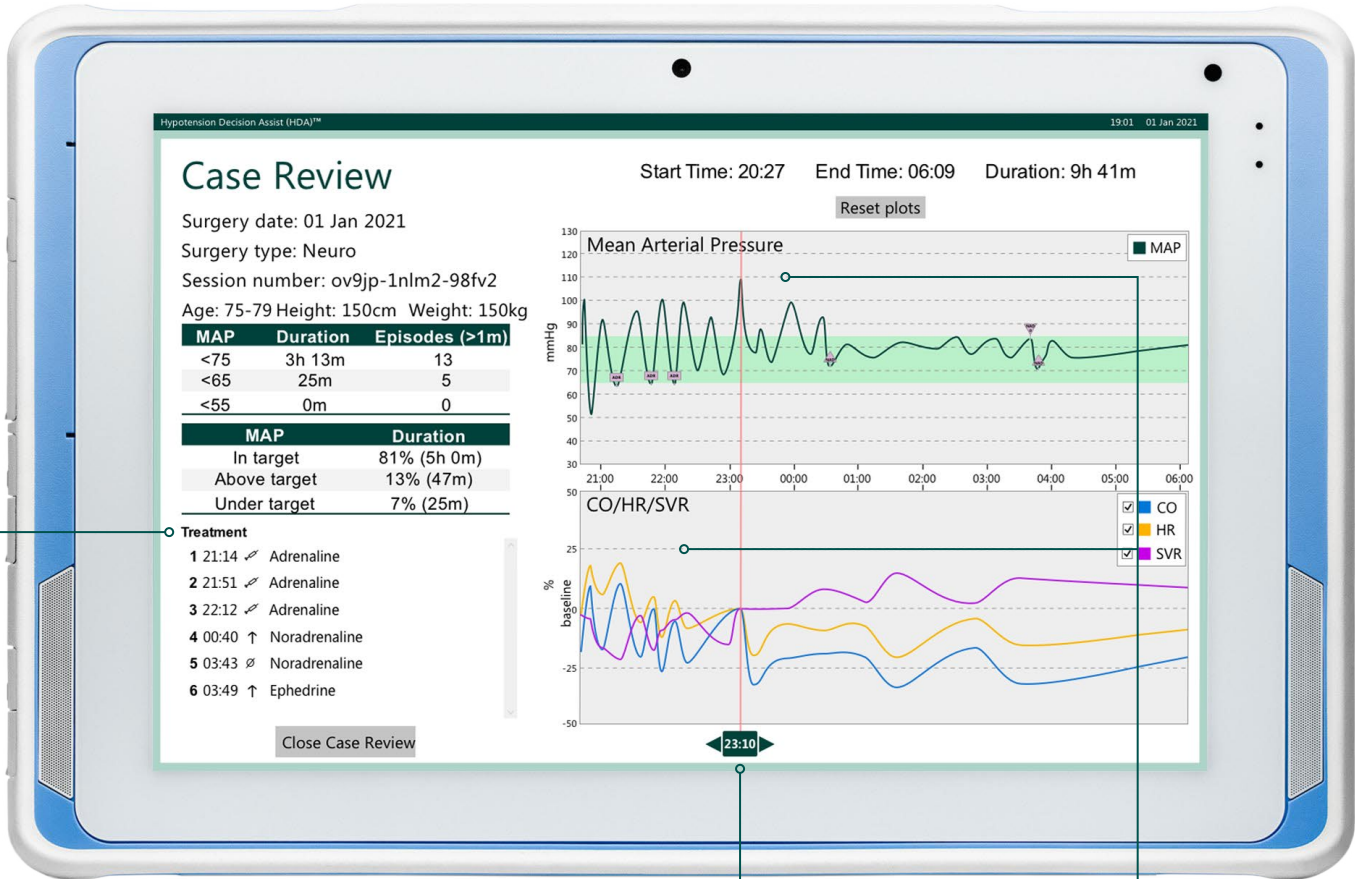 Hypotension Decision Assist (HDA)™ 19:01 01 Jan 2021
Case Review
Start Time: 20:27 End Time: 06:09 Duration: 9h 41m
Reset plots
Surgery date: 01 Jan 2021
Surgery type: Neuro
Session number: ov9jp-1nlm2-98fv2
Age: 75-79 Height: 150cm Weight: 150kg
MAP Duration Episodes (>1m)
<75 3h 13m 13
<65 25m 5
<55 0m 0
MAP Duration
In target 81% (5h 0m)
Above target 13% (47m)
Under target 7% (25m)
Treatment
1 21:14 Adrenaline
2 21:51 Adrenaline
3 22:12 Adrenaline
4 00:40 ↑ Noradrenaline
5 03:43 Ø Noradrenaline
6 03:49 ↑ Ephedrine
Close Case Review
Mean Arterial Pressure
MAP
mmHg
130
120
110
100
90
80
70
60
50
40
30
ADR ADR ADR
21:00 22:00 23:00 00:00 01:00 02:00 03:00 04:00 05:00 06:00
CO/HR/SVR
CO
HR
SVR
% baseline
50
25
0
-25
-50
23:10